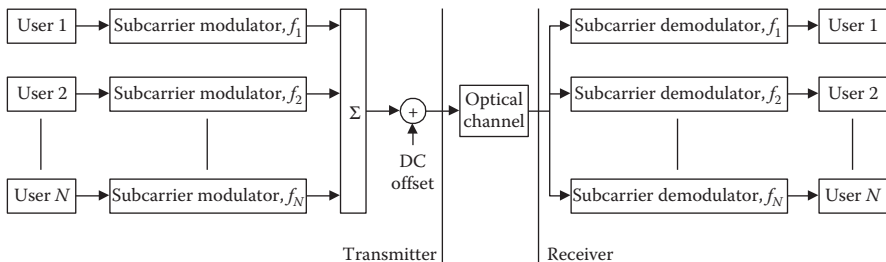 User 1
Subcarrier modulator, f1
Subcarrier demodulator, f1
User 1
User 2
Subcarrier modulator, f2
Σ
+
Optical
channel
Subcarrier demodulator, f2
User 2
DC
offset
User N
Subcarrier modulator, fN
Subcarrier demodulator, fN
User N
Transmitter
Receiver